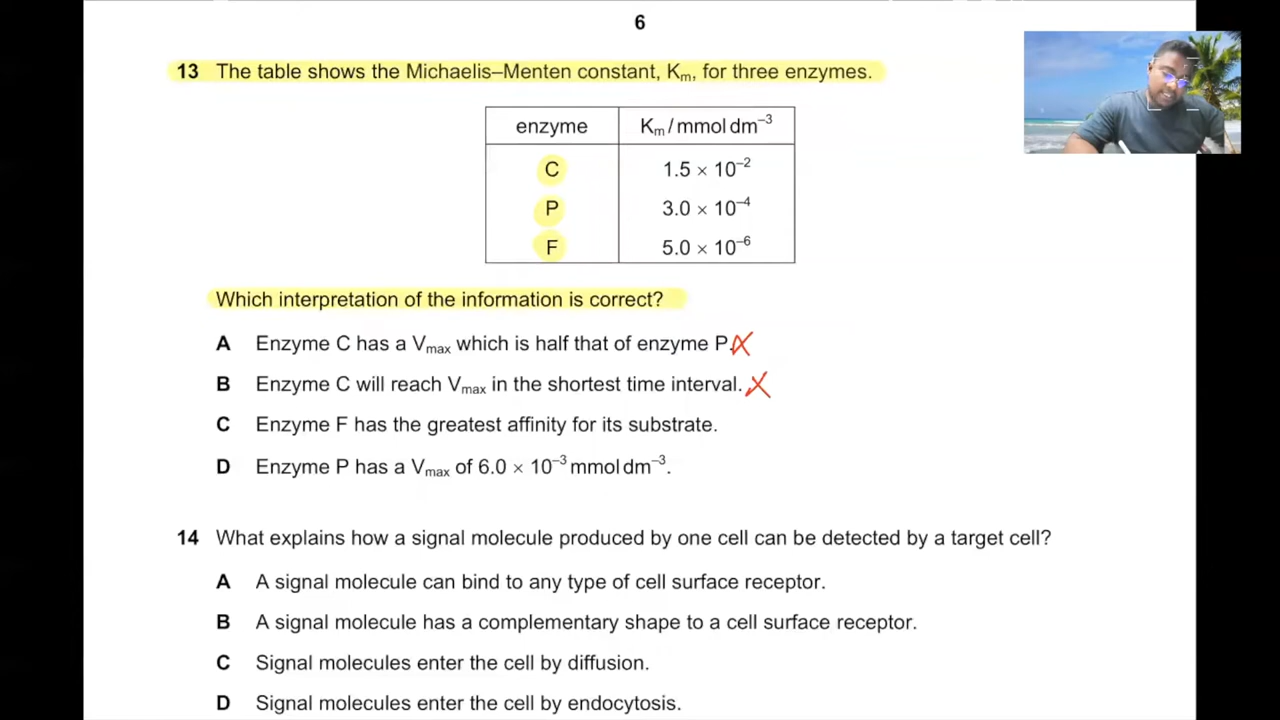 6
13 The table shows the Michaelis–Menten constant, Kₘ, for three enzymes.
enzyme Kₘ / mmol dm⁻³
C 1.5 × 10⁻²
P 3.0 × 10⁻⁴
F 5.0 × 10⁻⁶
Which interpretation of the information is correct?
A Enzyme C has a Vₘₐₓ which is half that of enzyme P.
B Enzyme C will reach Vₘₐₓ in the shortest time interval.
C Enzyme F has the greatest affinity for its substrate.
D Enzyme P has a Vₘₐₓ of 6.0 × 10⁻³ mmol dm⁻³.
14 What explains how a signal molecule produced by one cell can be detected by a target cell?
A A signal molecule can bind to any type of cell surface receptor.
B A signal molecule has a complementary shape to a cell surface receptor.
C Signal molecules enter the cell by diffusion.
D Signal molecules enter the cell by endocytosis.